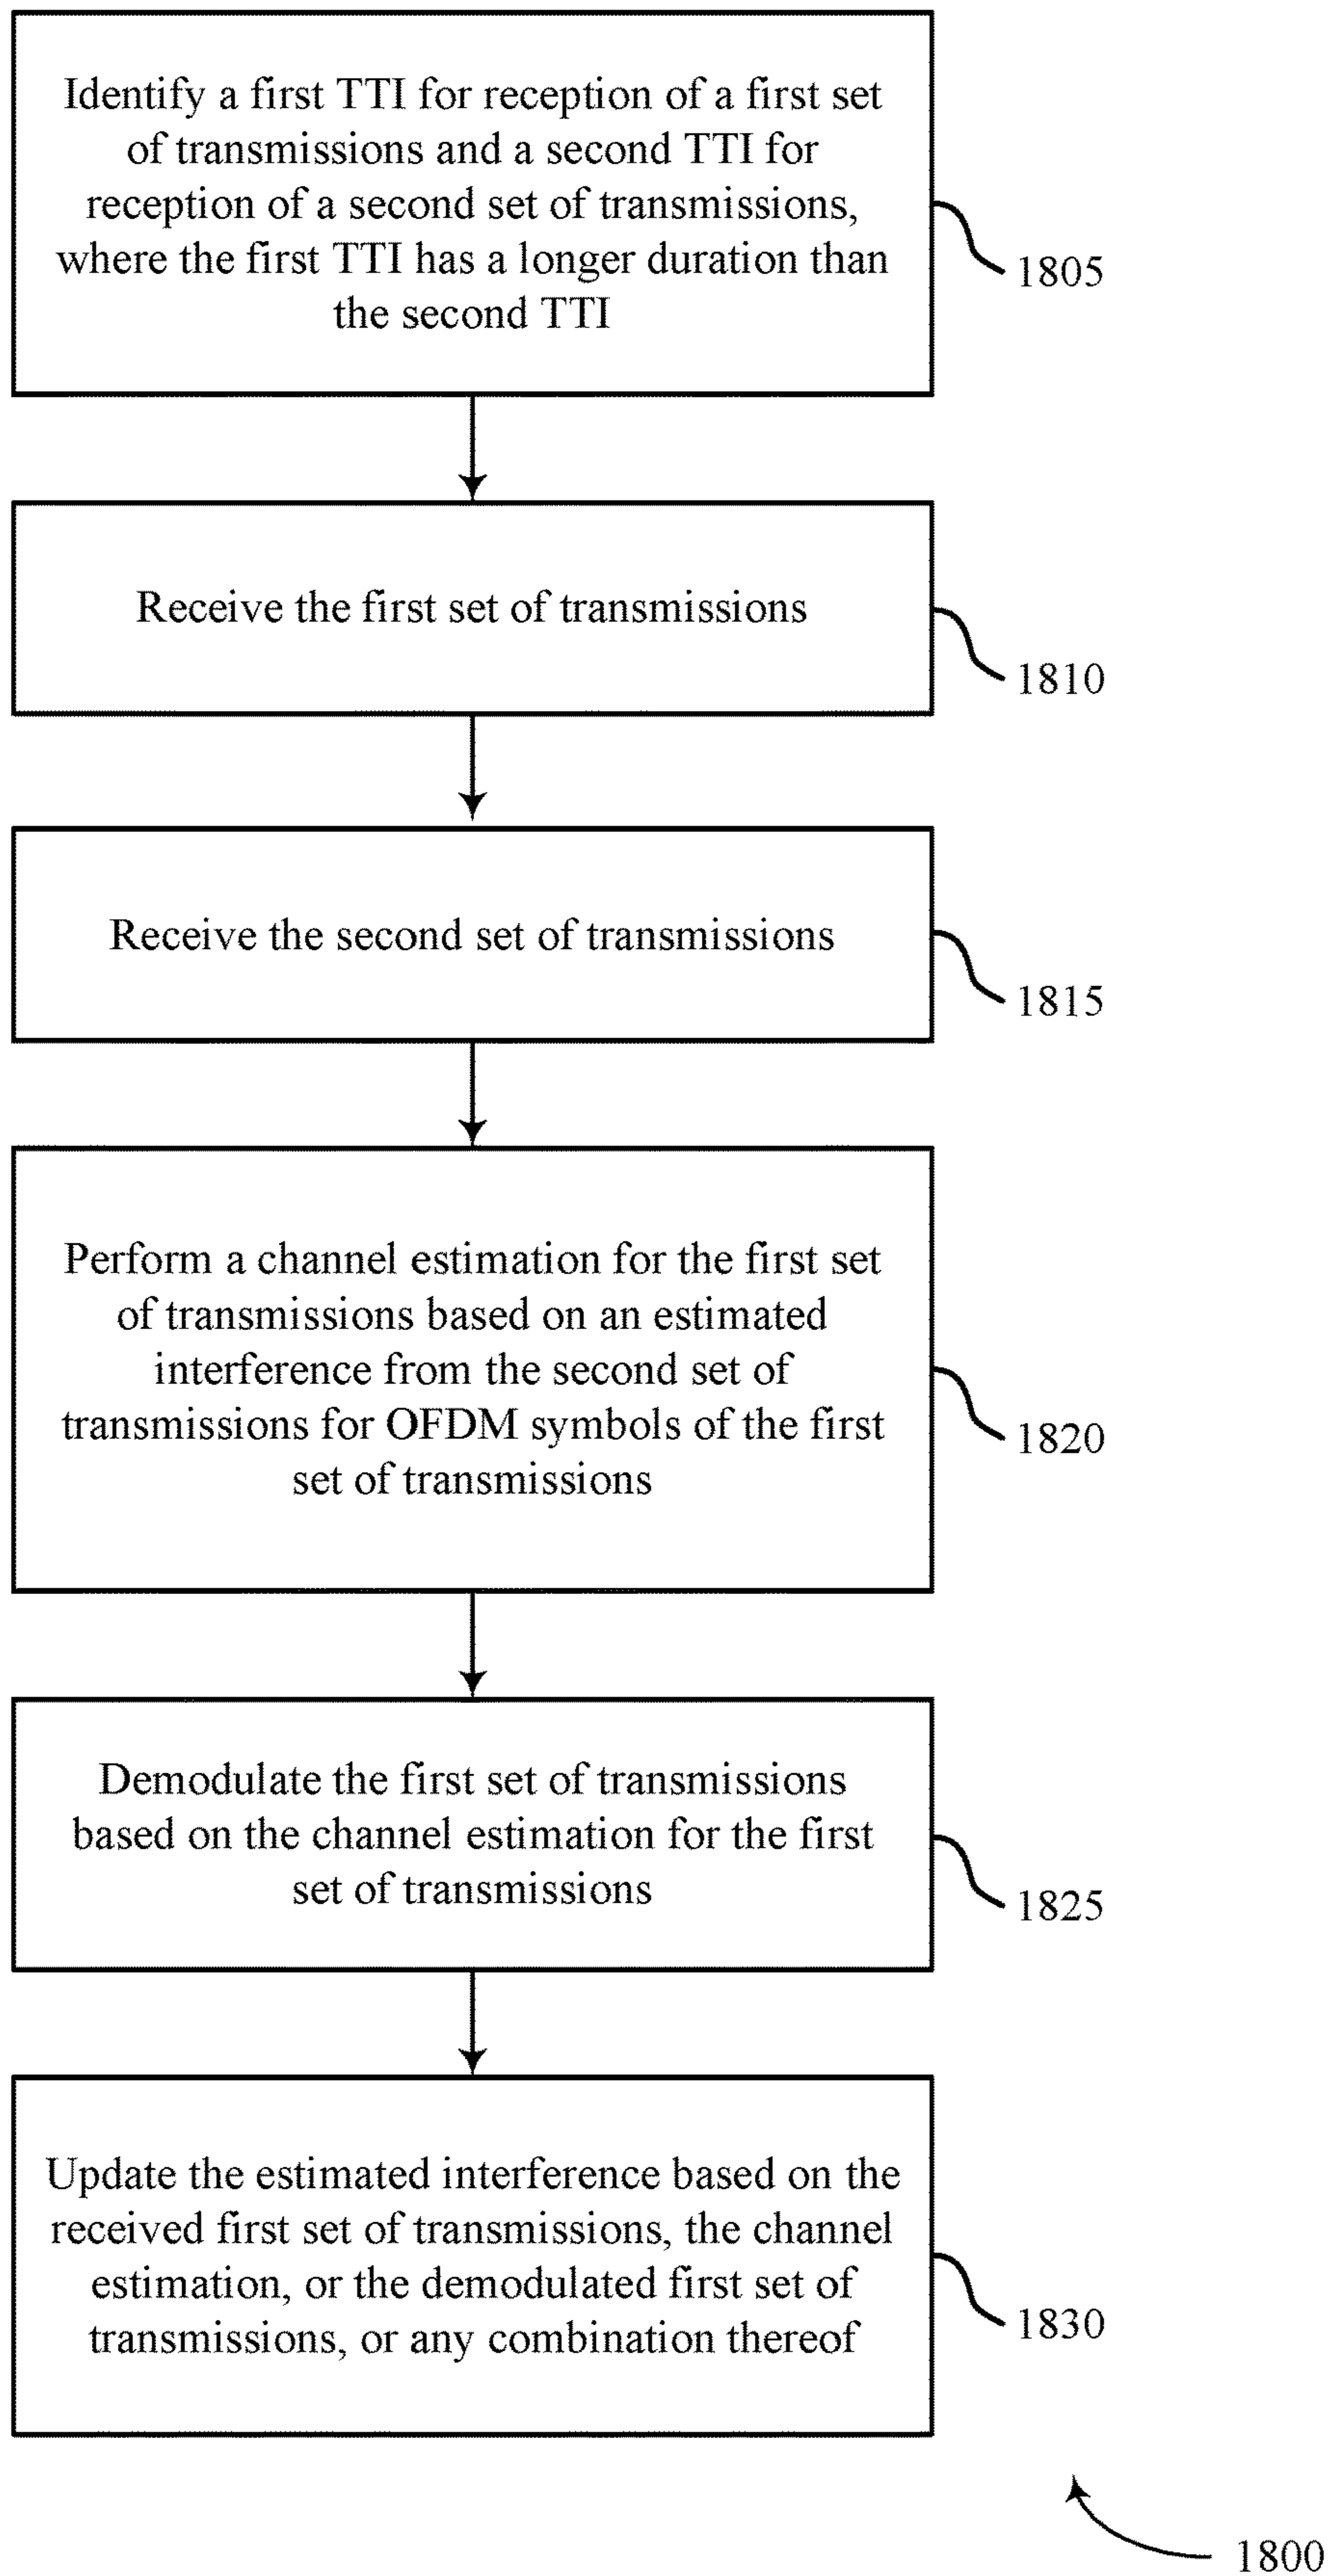 Identify a first TTI for reception of a first set
of transmissions and a second TTI for
reception of a second set of transmissions,
where the first TTI has a longer duration than
the second TTI
1805
Receive the first set of transmissions
1810
Receive the second set of transmissions
1815
Perform a channel estimation for the first set
of transmissions based on an estimated
interference from the second set of
transmissions for OFDM symbols of the first
set of transmissions
1820
Demodulate the first set of transmissions
based on the channel estimation for the first
set of transmissions
1825
Update the estimated interference based on the
received first set of transmissions, the channel
estimation, or the demodulated first set of
transmissions, or any combination thereof
1830
1800